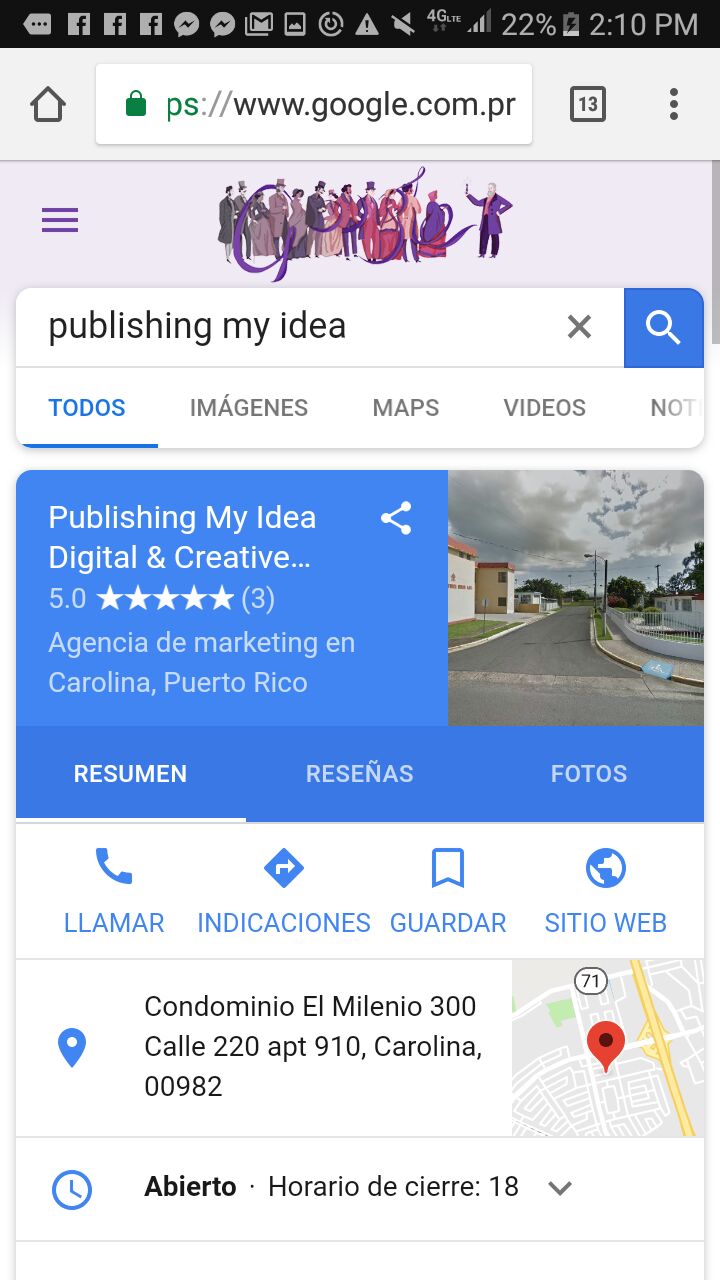 4G LTE 22% 2:10 PM
ps://www.google.com.pr 13
Google
publishing my idea
TODOS IMÁGENES MAPS VIDEOS NOTI
Publishing My Idea
Digital & Creative...
5.0 (3)
Agencia de marketing en
Carolina, Puerto Rico
RESUMEN RESEÑAS FOTOS
LLAMAR INDICACIONES GUARDAR SITIO WEB
Condominio El Milenio 300
Calle 220 apt 910, Carolina,
00982
71
Abierto · Horario de cierre: 18